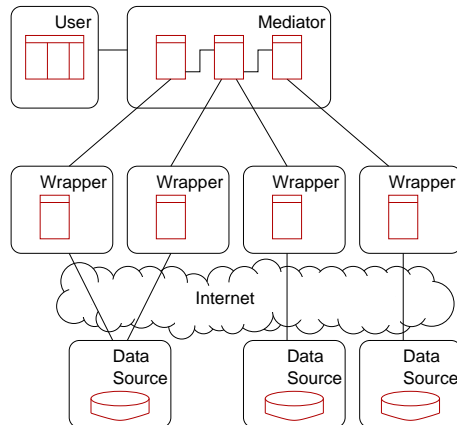 User
Mediator
Wrapper
Wrapper
Wrapper
Wrapper
Internet
Data
Source
Data
Source
Data
Source